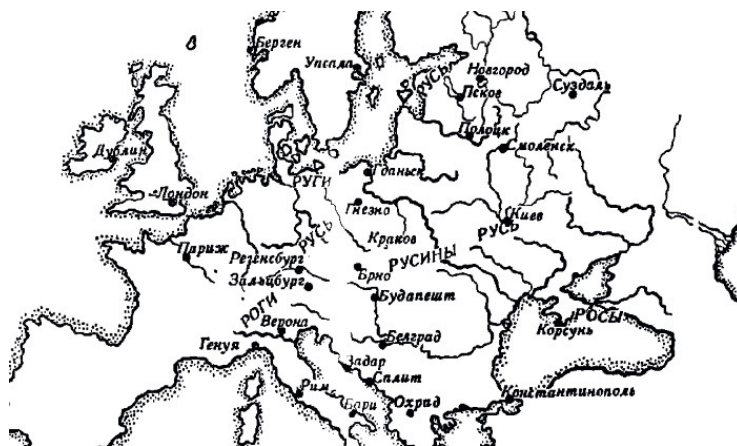 Берген
Упсала
РУСЬ
Новгород
Псков
Суздаль
Полоцк
Смоленск
Дублин
Лондон
РУГИ
Гданьск
Гнезно
Киев
РУСЬ
РУСЬ
Краков
Париж
Регенсбург
Зальцбург
РУСИНЫ
Брно
Будапешт
РОГИ
Верона
Генуя
Белград
Корсунь
РОСЫ
Задар
Сплит
Рим
Бари
Охрад
Константинополь